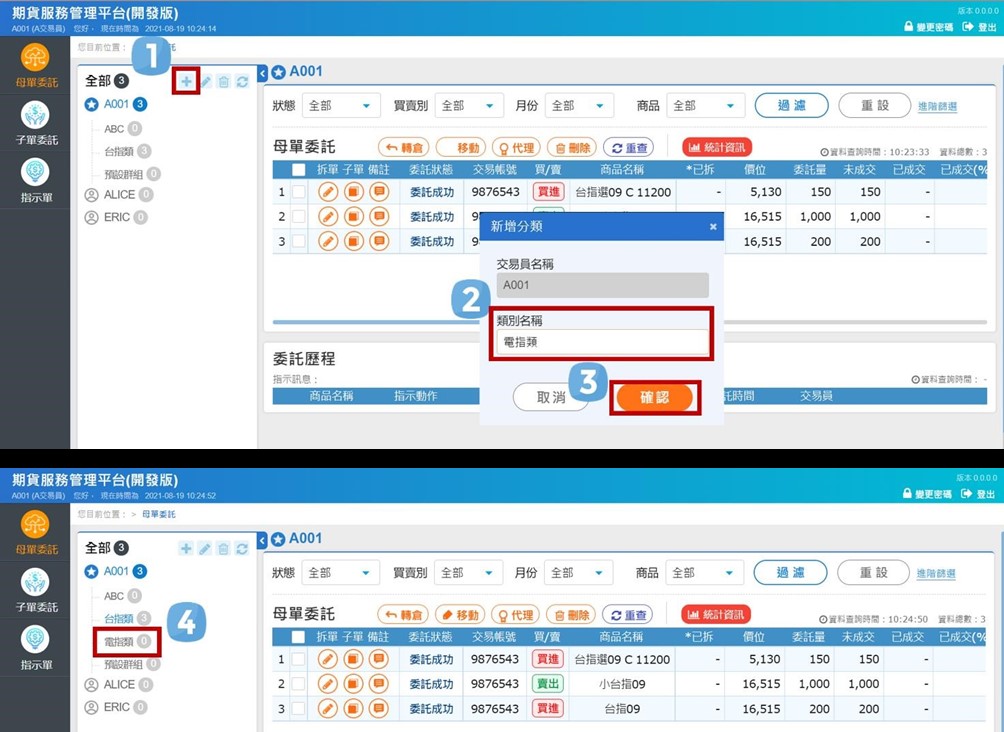 期貨服務管理平台(開發版)
版本0.0.0.0
A001 (A交易員) 您好, 現在時間為 2021-08-19 10:24:14
變更密碼 登出
母單委託
子單委託
指示單
您目前位置:
託
1
全部 3
A001 3
ABC 0
台指類 3
預設群組 0
ALICE 0
ERIC 0
A001
狀態 全部 買賣別 全部 月份 全部 商品 全部 過濾 重設 進階篩選
母單委託 轉倉 移動 代理 刪除 重查 統計資訊
資料查詢時間:10:23:33 資料總數:3
拆單 子單 備註 委託狀態 交易帳號 買/賣 商品名稱 *已拆 價位 委託量 未成交 已成交 已成交(%
1 委託成功 9876543 買進 台指選09 C 11200 - 5,130 150 150 -
2 委託成功 16,515 1,000 1,000 -
3 委託成功 16,515 200 200 -
新增分類 ×
交易員名稱
A001
2
類別名稱
電指類
3
取消 確認
委託歷程
指示訊息:
資料查詢時間: -
商品名稱 指示動作 託時間 交易員
期貨服務管理平台(開發版)
版本0.0.0.0
A001 (A交易員) 您好, 現在時間為 2021-08-19 10:24:52
變更密碼 登出
母單委託
子單委託
指示單
您目前位置: > 母單委託
全部 3
A001 3
ABC 0
台指類 3
電指類 0
4
預設群組 0
ALICE 0
ERIC 0
A001
狀態 全部 買賣別 全部 月份 全部 商品 全部 過濾 重設 進階篩選
母單委託 轉倉 移動 代理 刪除 重查 統計資訊
資料查詢時間:10:24:50 資料總數:3
拆單 子單 備註 委託狀態 交易帳號 買/賣 商品名稱 *已拆 價位 委託量 未成交 已成交 已成交(%
1 委託成功 9876543 買進 台指選09 C 11200 - 5,130 150 150 -
2 委託成功 9876543 賣出 小台指09 - 16,515 1,000 1,000 -
3 委託成功 9876543 買進 台指09 - 16,515 200 200 -